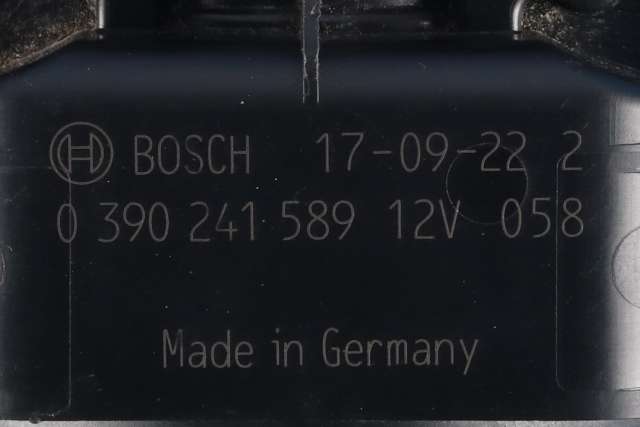 BOSCH 17-09-22 2
0 390 241 589 12V 058
Made in Germany